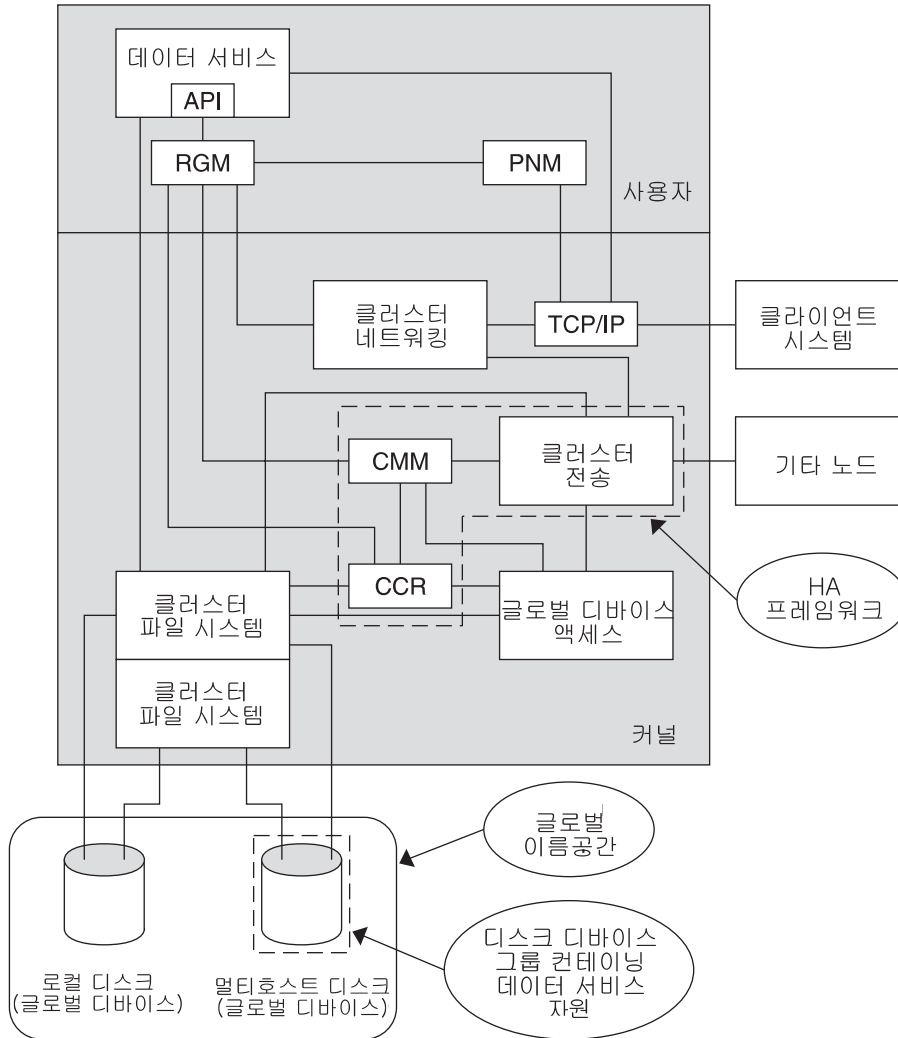 데이터 서비스
API
RGM
PNM
사용자
클러스터
네트워킹
TCP/IP
클라이언트
시스템
CMM
클러스터
전송
기타 노드
CCR
클러스터
파일 시스템
글로벌 디바이스
액세스
HA
프레임워크
클러스터
파일 시스템
커널
글로벌
이름공간
로컬 디스크
(글로벌 디바이스)
멀티호스트 디스크
(글로벌 디바이스)
디스크 디바이스
그룹 컨테이닝
데이터 서비스
자원